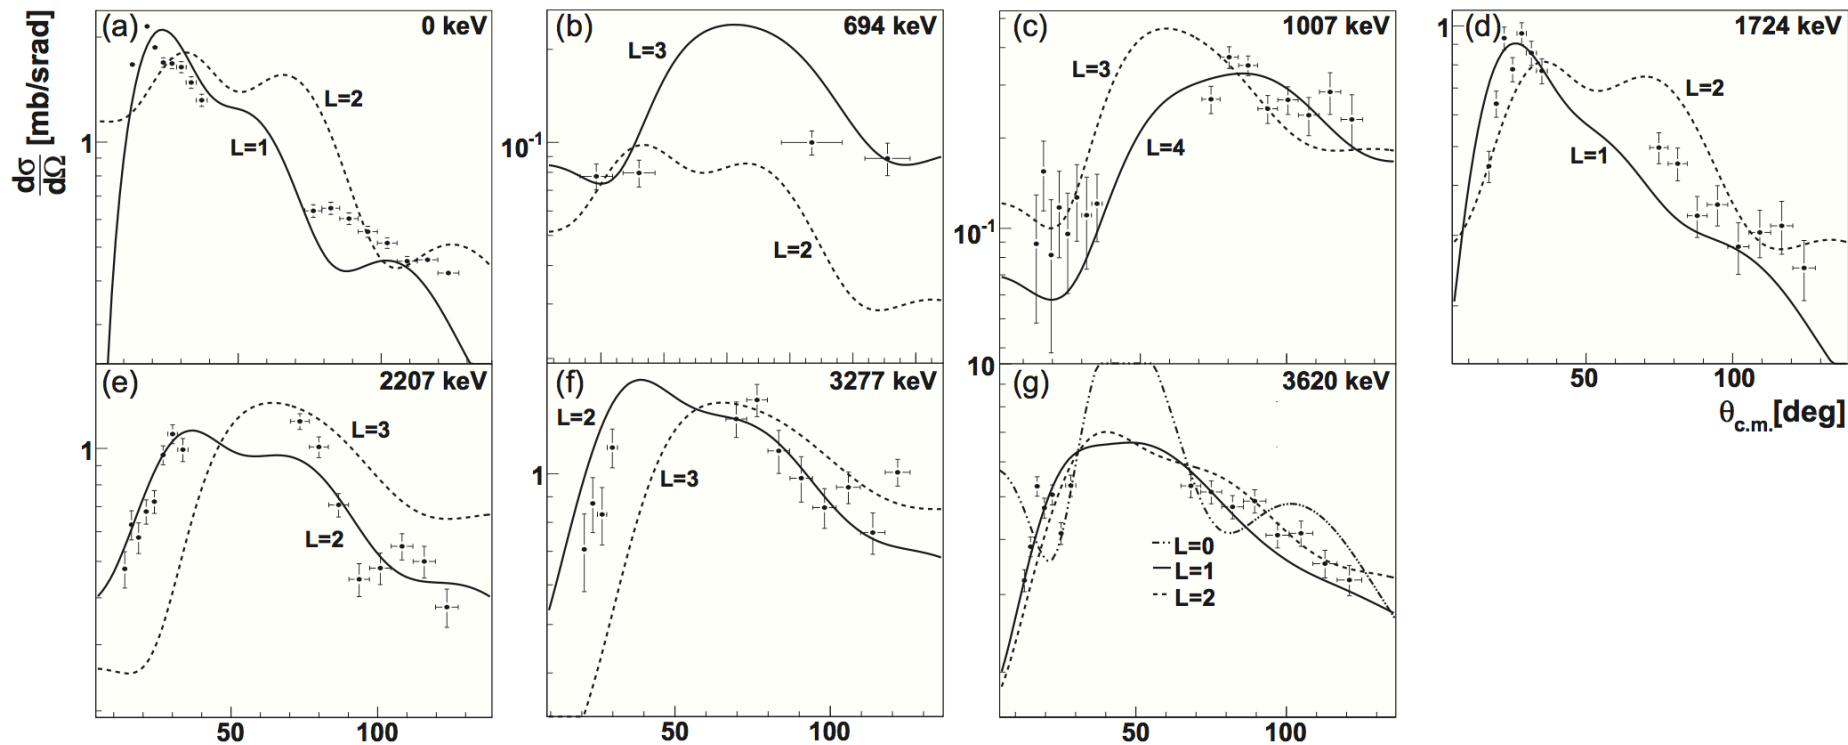 (a) 0 keV
dσ/dΩ [mb/srad]
1
L=2
L=1
(b) 694 keV
10⁻¹
L=3
L=2
(c) 1007 keV
10⁻¹
L=3
L=4
(d) 1724 keV
1
L=2
L=1
50 100
θc.m.[deg]
(e) 2207 keV
1
L=3
L=2
50 100
(f) 3277 keV
1
L=2
L=3
50 100
10
(g) 3620 keV
L=0
L=1
L=2
50 100